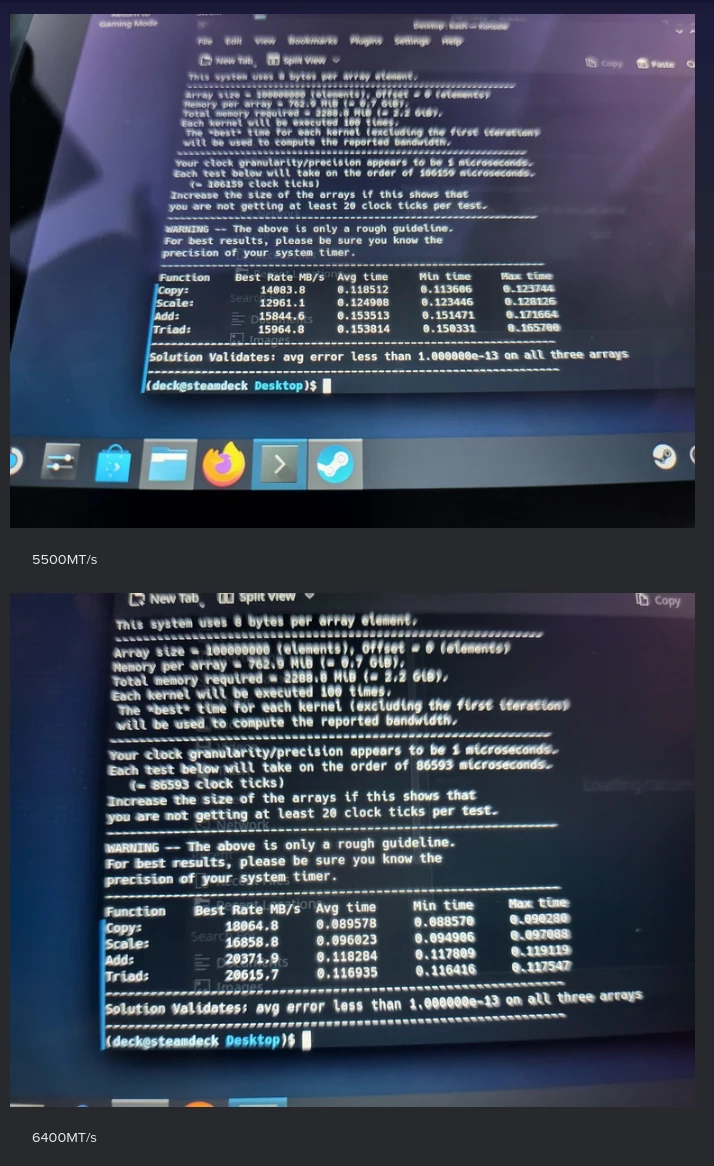 Return to
Gaming Mode
Desktop : bash — Konsole
File Edit View Bookmarks Plugins Settings Help
New Tab Split View
Copy Paste
This system uses 8 bytes per array element.
-------------------------------------------------------------
Array size = 100000000 (elements), Offset = 0 (elements)
Memory per array = 762.9 MiB (= 0.7 GiB).
Total memory required = 2288.8 MiB (= 2.2 GiB).
Each kernel will be executed 100 times.
The *best* time for each kernel (excluding the first iteration)
will be used to compute the reported bandwidth.
-------------------------------------------------------------
Your clock granularity/precision appears to be 1 microseconds.
Each test below will take on the order of 106159 microseconds.
(= 106159 clock ticks)
Increase the size of the arrays if this shows that
you are not getting at least 20 clock ticks per test.
-------------------------------------------------------------
WARNING -- The above is only a rough guideline.
For best results, please be sure you know the
precision of your system timer.
-------------------------------------------------------------
Function Best Rate MB/s Avg time Min time Max time
Copy: 14083.8 0.118512 0.113606 0.123744
Scale: 12961.1 0.124908 0.123446 0.128126
Add: 15844.6 0.153513 0.151471 0.171664
Triad: 15964.8 0.153814 0.150331 0.165700
-------------------------------------------------------------
Solution Validates: avg error less than 1.000000e-13 on all three arrays
-------------------------------------------------------------
(deck@steamdeck Desktop)$
Documents
Images
5500MT/s
New Tab Split View
Copy
This system uses 8 bytes per array element.
-------------------------------------------------------------
Array size = 100000000 (elements), Offset = 0 (elements)
Memory per array = 762.9 MiB (= 0.7 GiB).
Total memory required = 2288.8 MiB (= 2.2 GiB).
Each kernel will be executed 100 times.
The *best* time for each kernel (excluding the first iteration)
will be used to compute the reported bandwidth.
-------------------------------------------------------------
Your clock granularity/precision appears to be 1 microseconds.
Each test below will take on the order of 86593 microseconds.
(= 86593 clock ticks)
Increase the size of the arrays if this shows that
you are not getting at least 20 clock ticks per test.
-------------------------------------------------------------
WARNING -- The above is only a rough guideline.
For best results, please be sure you know the
precision of your system timer.
-------------------------------------------------------------
Function Best Rate MB/s Avg time Min time Max time
Copy: 18064.8 0.089578 0.088570 0.090280
Scale: 16858.8 0.096023 0.094906 0.097088
Add: 20371.9 0.118284 0.117809 0.119119
Triad: 20615.7 0.116935 0.116416 0.117547
-------------------------------------------------------------
Solution Validates: avg error less than 1.000000e-13 on all three arrays
-------------------------------------------------------------
(deck@steamdeck Desktop)$
Network
Recent Locations
Documents
Images
6400MT/s